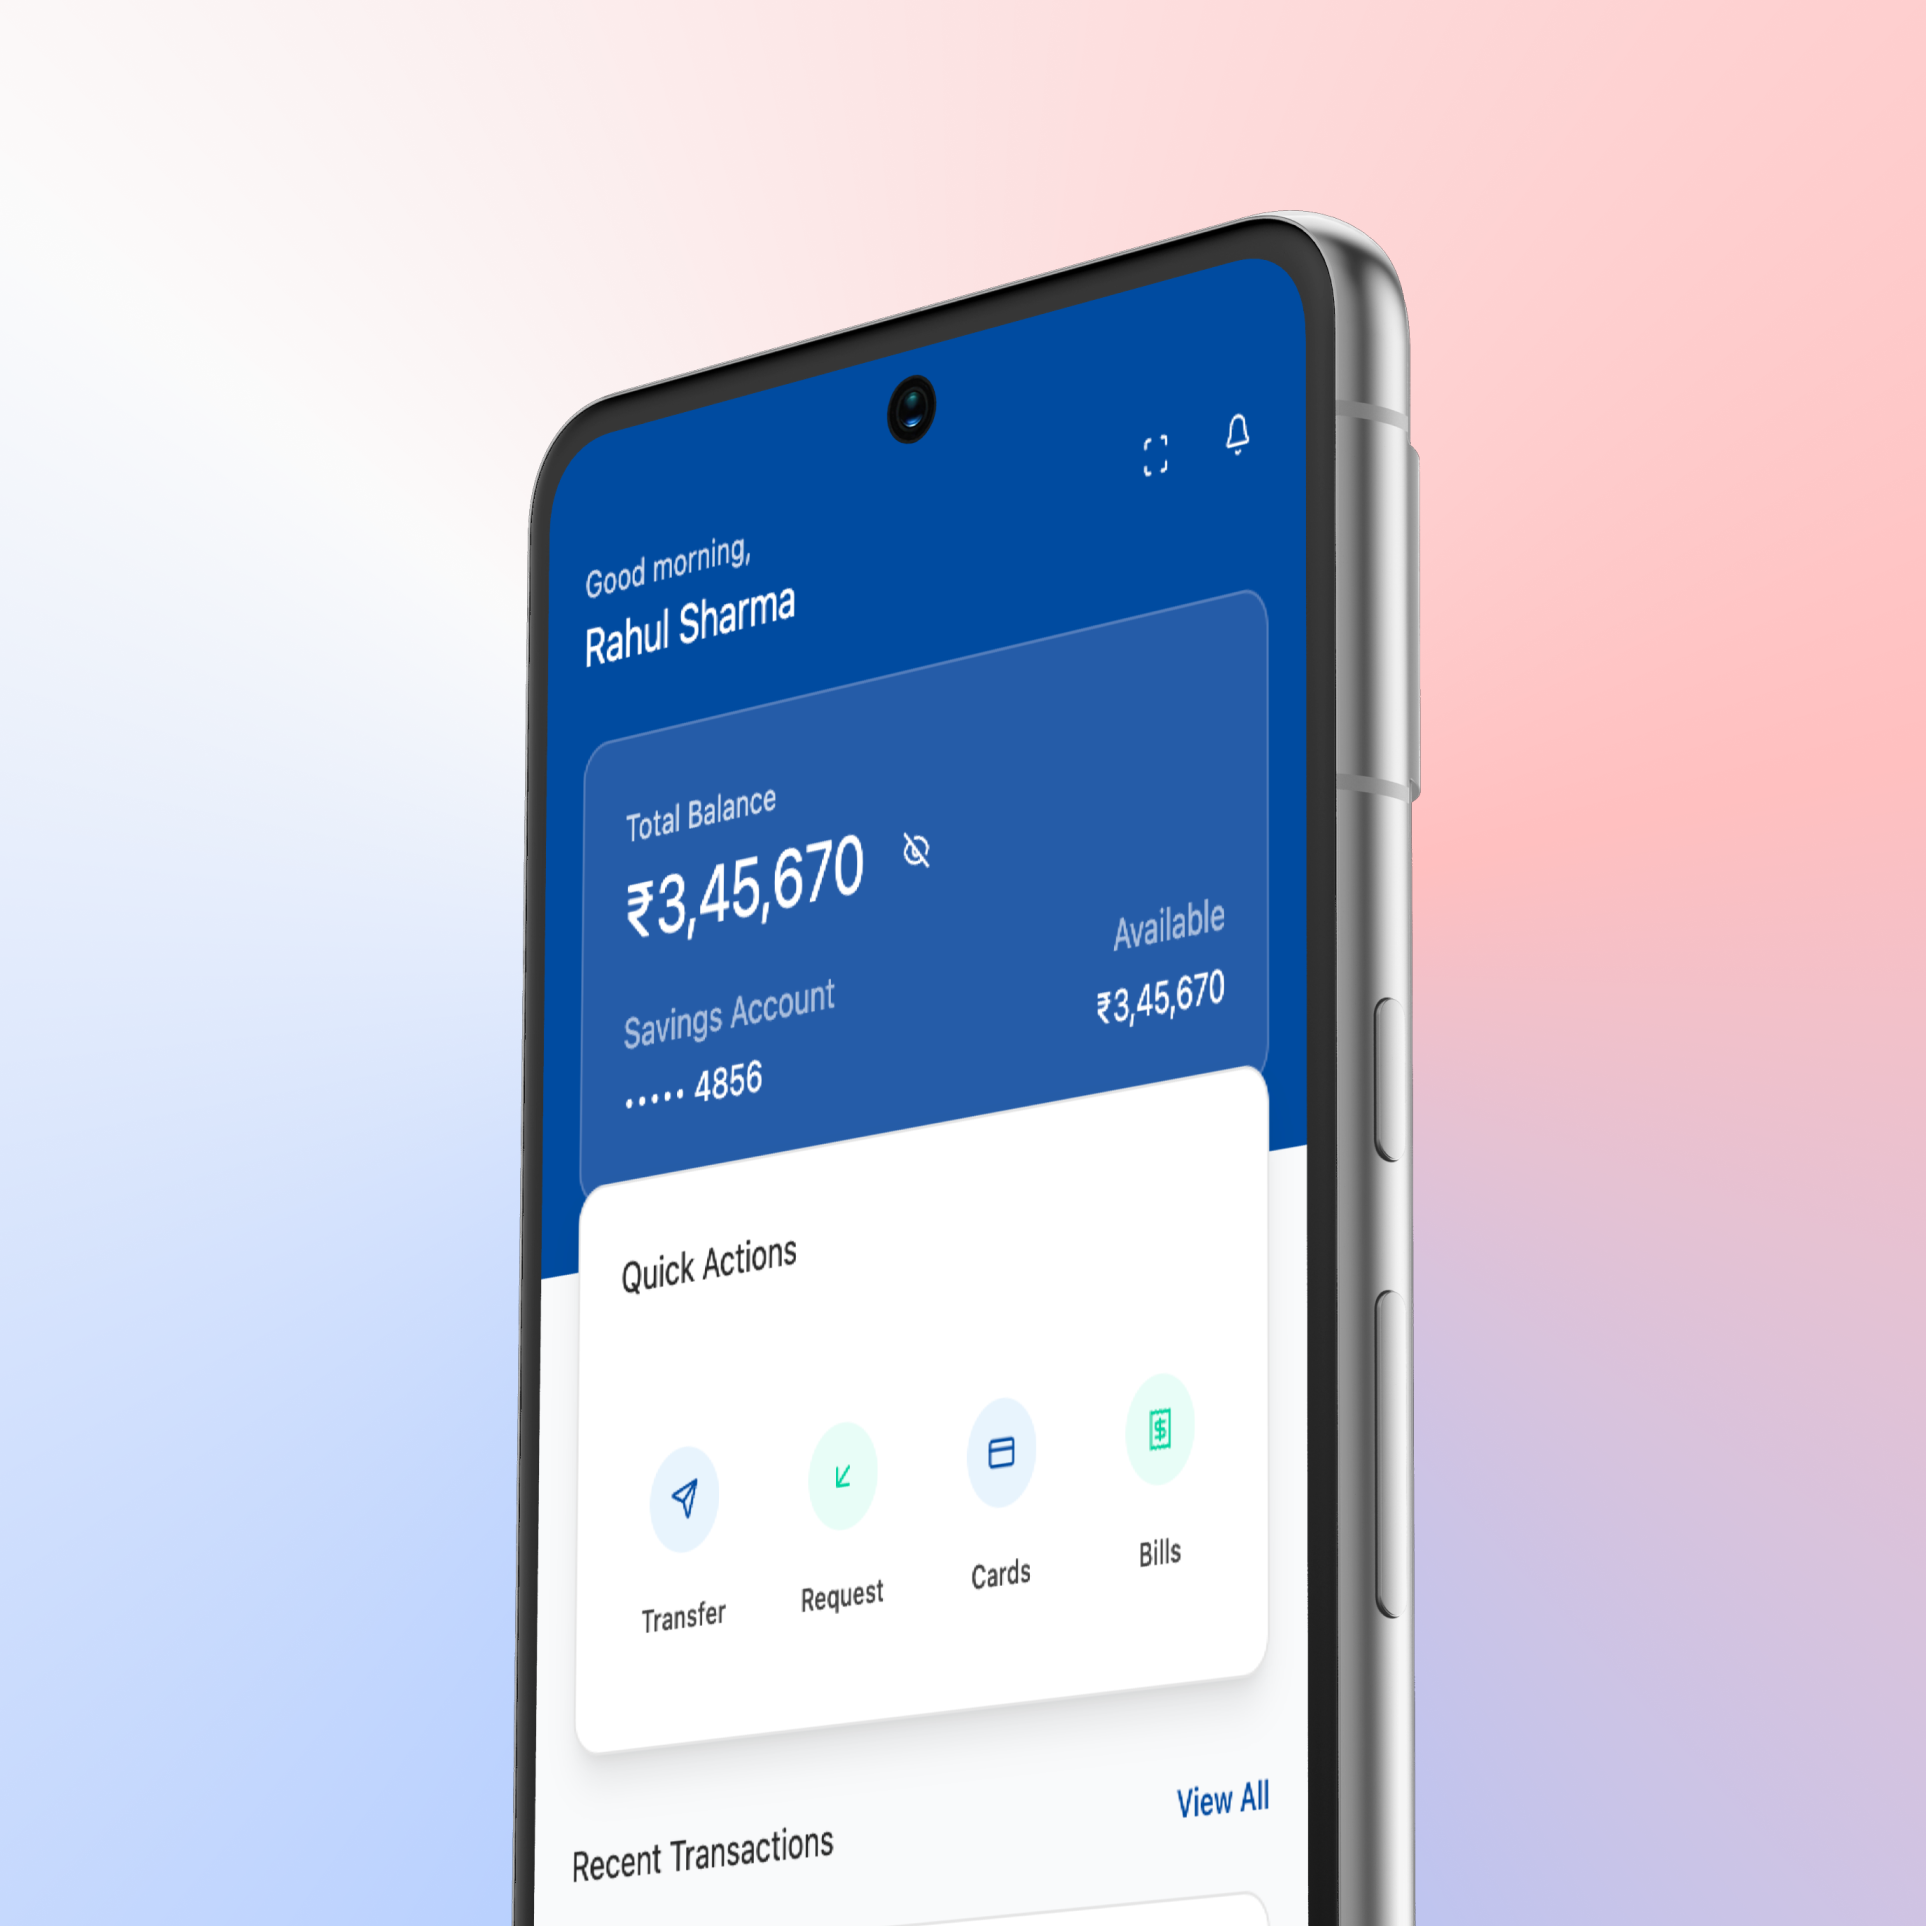 Good morning,
Rahul Sharma
Total Balance
₹3,45,670
Savings Account
••••• 4856
Available
₹3,45,670
Quick Actions
Transfer
Request
Cards
Bills
Recent Transactions
View All